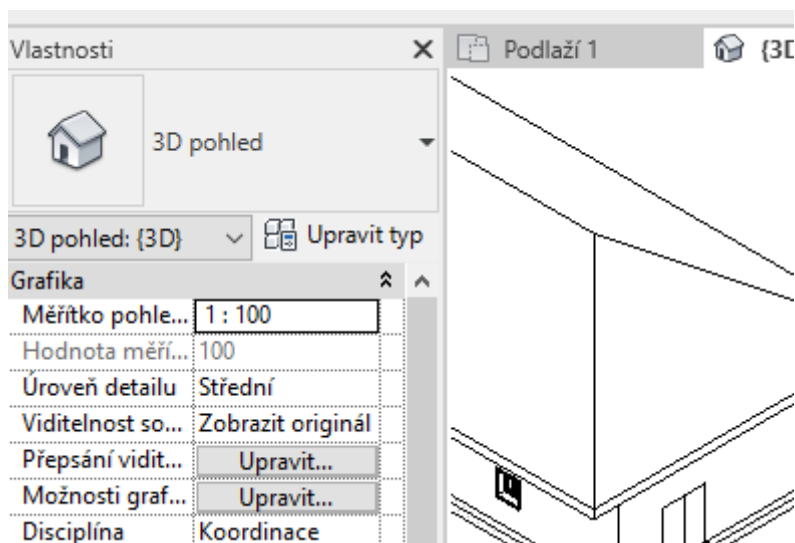 Vlastnosti
Podlaží 1
{3D
3D pohled
3D pohled: {3D}
Upravit typ
Grafika
Měřítko pohle... 1 : 100
Hodnota měří... 100
Úroveň detailu Střední
Viditelnost so... Zobrazit originál
Přepsání vidit... Upravit...
Možnosti graf... Upravit...
Disciplína Koordinace